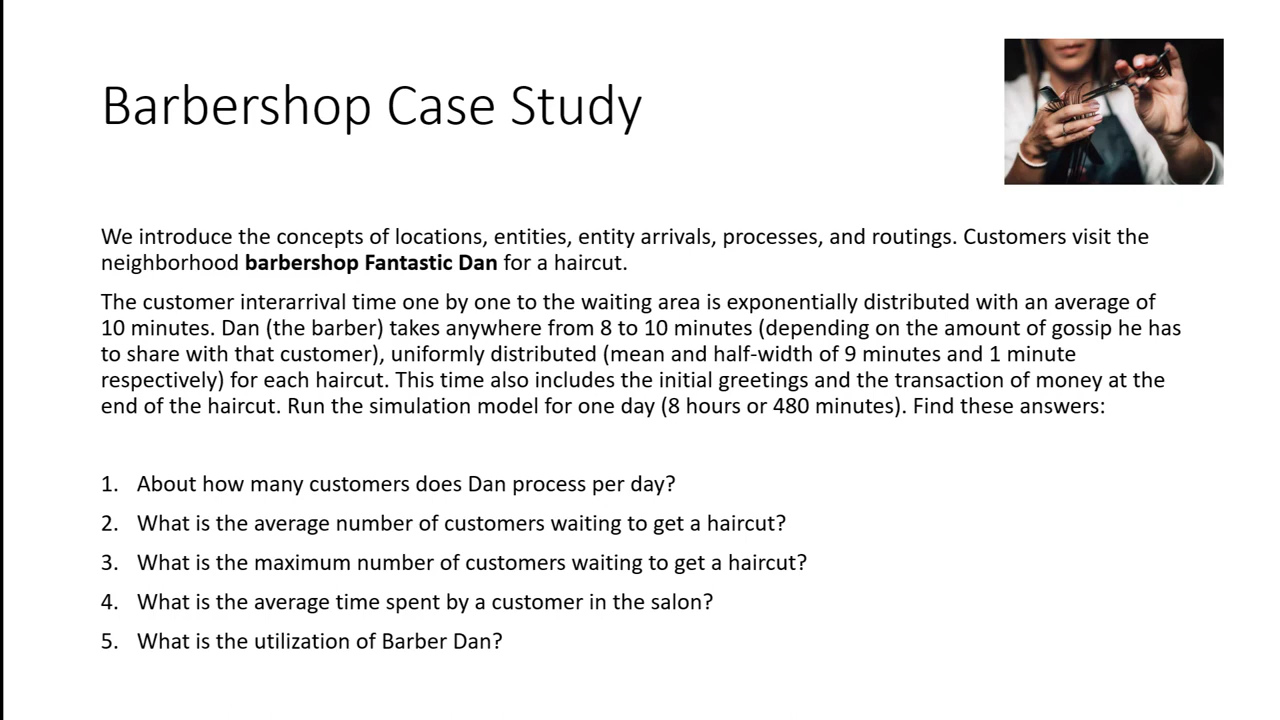 Barbershop Case Study
We introduce the concepts of locations, entities, entity arrivals, processes, and routings. Customers visit the
neighborhood barbershop Fantastic Dan for a haircut.
The customer interarrival time one by one to the waiting area is exponentially distributed with an average of
10 minutes. Dan (the barber) takes anywhere from 8 to 10 minutes (depending on the amount of gossip he has
to share with that customer), uniformly distributed (mean and half-width of 9 minutes and 1 minute
respectively) for each haircut. This time also includes the initial greetings and the transaction of money at the
end of the haircut. Run the simulation model for one day (8 hours or 480 minutes). Find these answers:
1. About how many customers does Dan process per day?
2. What is the average number of customers waiting to get a haircut?
3. What is the maximum number of customers waiting to get a haircut?
4. What is the average time spent by a customer in the salon?
5. What is the utilization of Barber Dan?